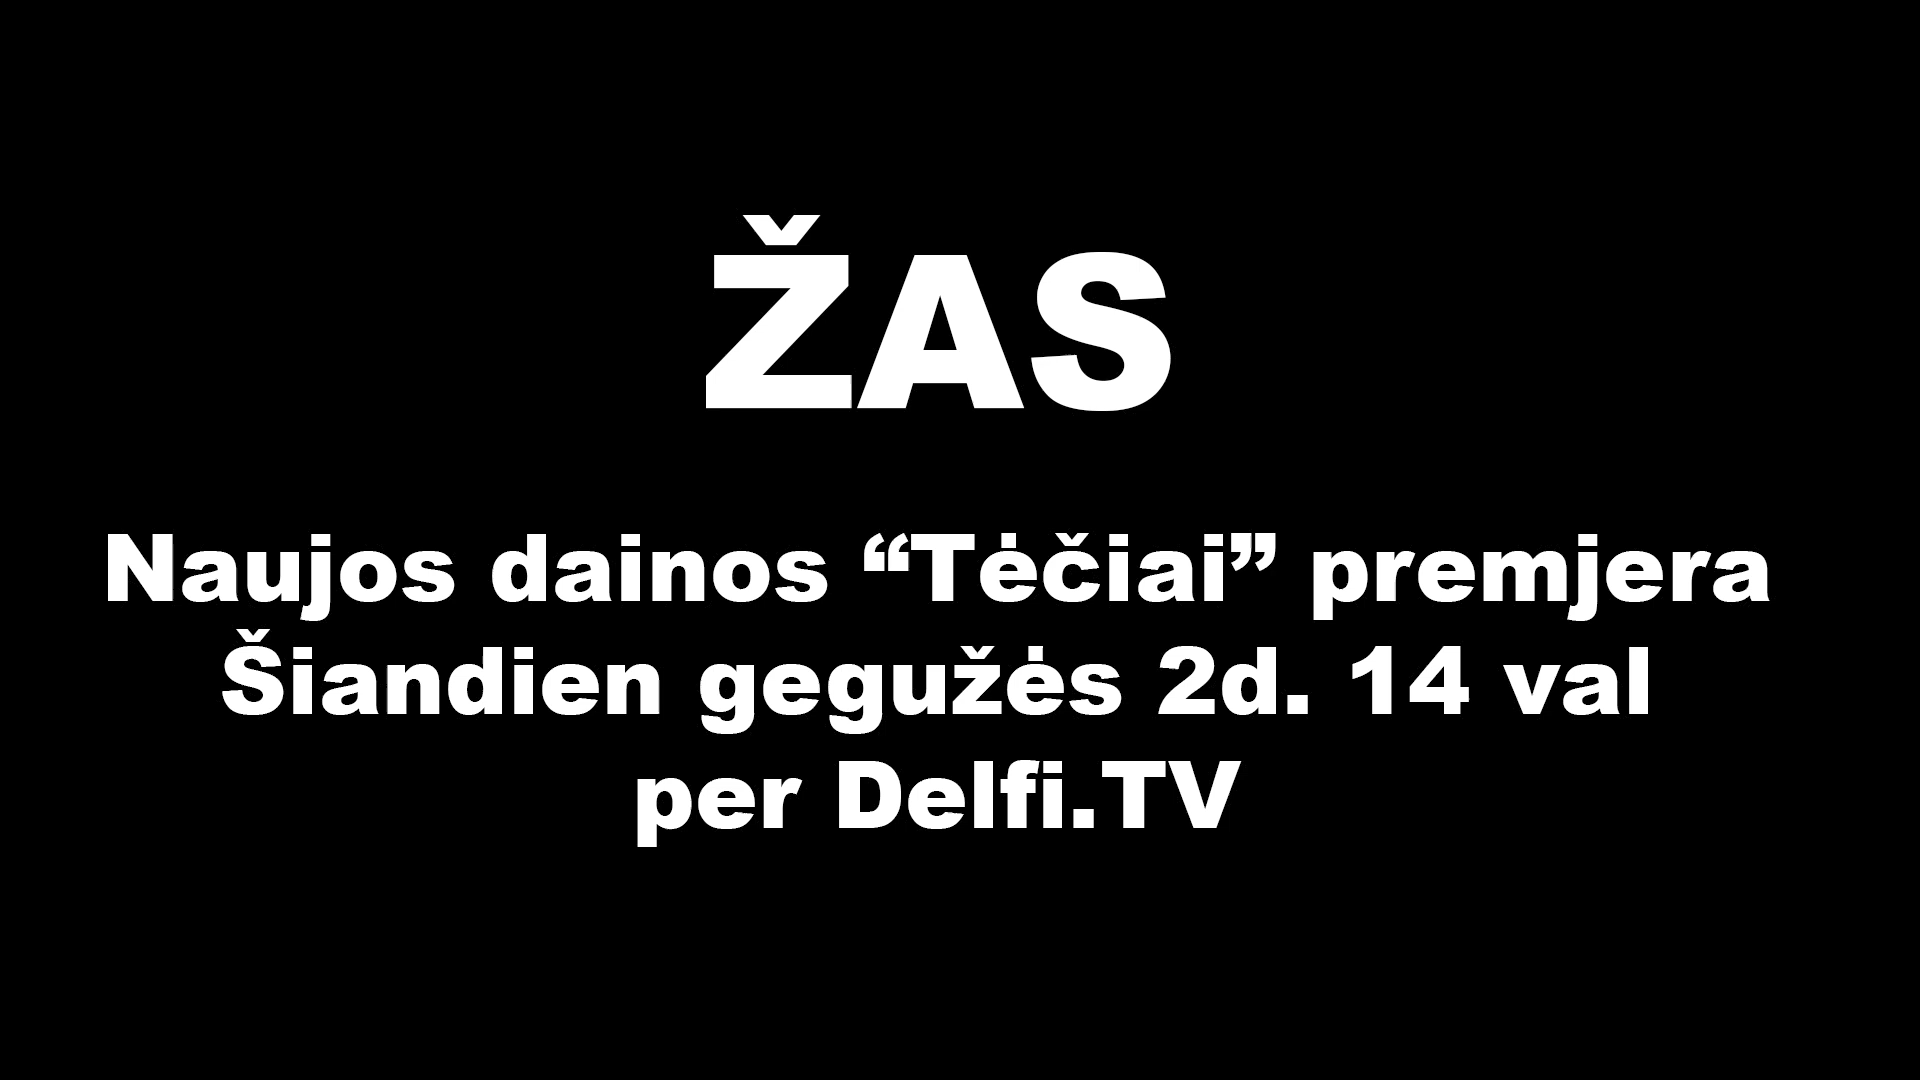 ŽAS
Naujos dainos “Tėčiai” premjera
Šiandien gegužės 2d. 14 val
per Delfi.TV